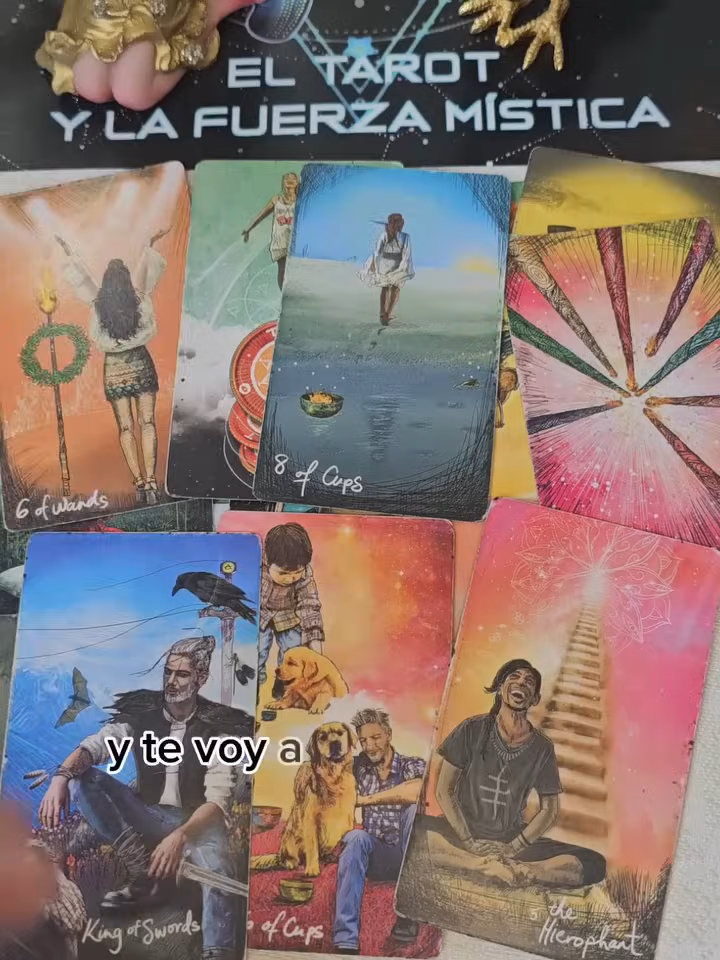 EL TAROT
Y LA FUERZA MÍSTICA
6 of wands
8 of Cups
y te voy a
King of Swords
of Cups
5 the
Hierophant